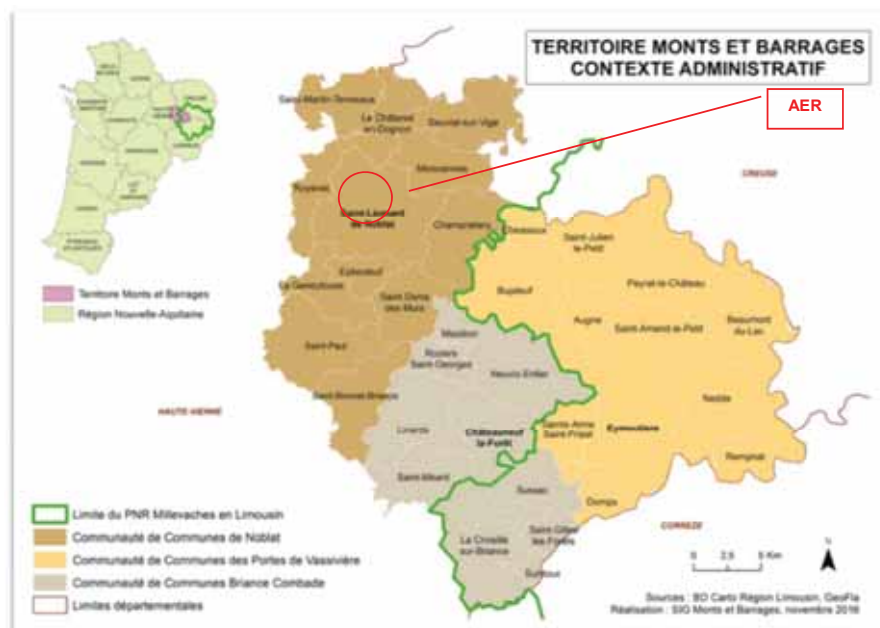 TERRITOIRE MONTS ET BARRAGES
CONTEXTE ADMINISTRATIF
AER
CREUSE
Saint-Martin-Terressus
Le Châtenet
en-Dognon
Sauviat-sur-Vige
Moissannes
Royères
Saint-Léonard
de Noblat
Champnétery
Cheissoux
Saint-Julien
le-Petit
Bujaleuf
Peyrat-le-Château
Eybouleuf
La Geneytouse
Saint-Denis
des-Murs
Augne
Saint-Amand-le-Petit
Beaumont
du-Lac
Masléon
Roziers
Saint-Georges
Saint-Paul
Neuvic-Entier
Saint-Bonnet-Briance
Nedde
HAUTE-VIENNE
Linards
Châteauneuf
la-Forêt
Sainte-Anne
Saint-Priest
Eymoutiers
Rempnat
Saint-Méard
Sussac
Domps
La Croisille
sur-Briance
Saint-Gilles
les-Forêts
Surdoux
CORREZE
Territoire Monts et Barrages
Région Nouvelle-Aquitaine
Limite du PNR Millevaches en Limousin
Communauté de Communes de Noblat
Communauté de Communes des Portes de Vassivière
Communauté de Communes Briance Combade
Limites départementales
0 2,5 5 Km
N
Sources : BD Carto Région Limousin, GeoFla
Réalisation : SIG Monts et Barrages, novembre 2016